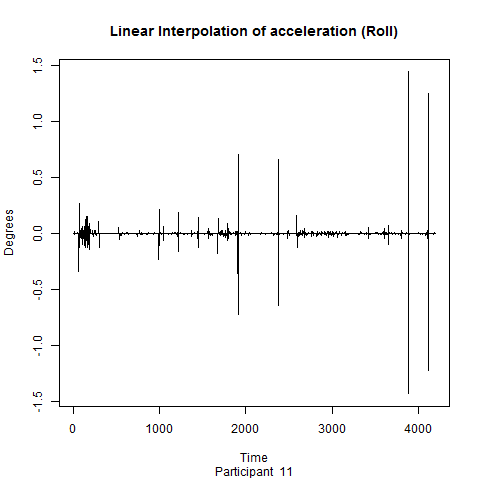 Linear Interpolation of acceleration (Roll)
1.5
1.0
0.5
0.0
-0.5
-1.0
-1.5
Degrees
0 1000 2000 3000 4000
Time
Participant 11